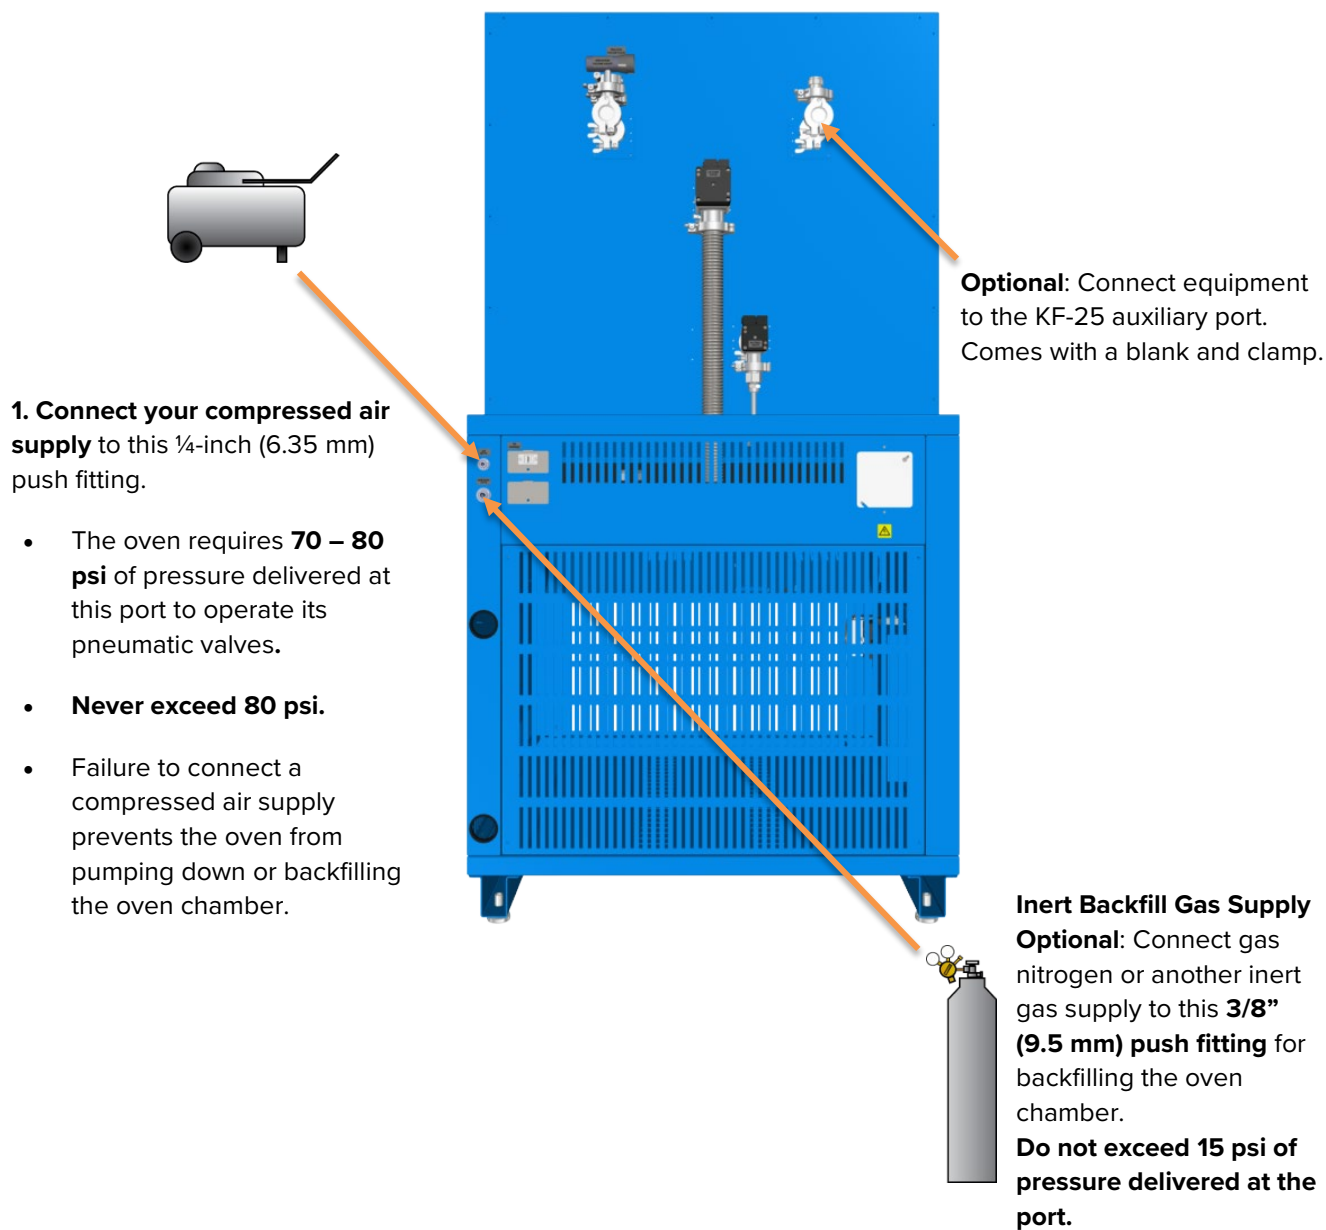 Optional: Connect equipment
to the KF-25 auxiliary port.
Comes with a blank and clamp.
1. Connect your compressed air
supply to this ¼-inch (6.35 mm)
push fitting.
• The oven requires 70 – 80
psi of pressure delivered at
this port to operate its
pneumatic valves.
• Never exceed 80 psi.
• Failure to connect a
compressed air supply
prevents the oven from
pumping down or backfilling
the oven chamber.
Inert Backfill Gas Supply
Optional: Connect gas
nitrogen or another inert
gas supply to this 3/8”
(9.5 mm) push fitting for
backfilling the oven
chamber.
Do not exceed 15 psi of
pressure delivered at the
port.